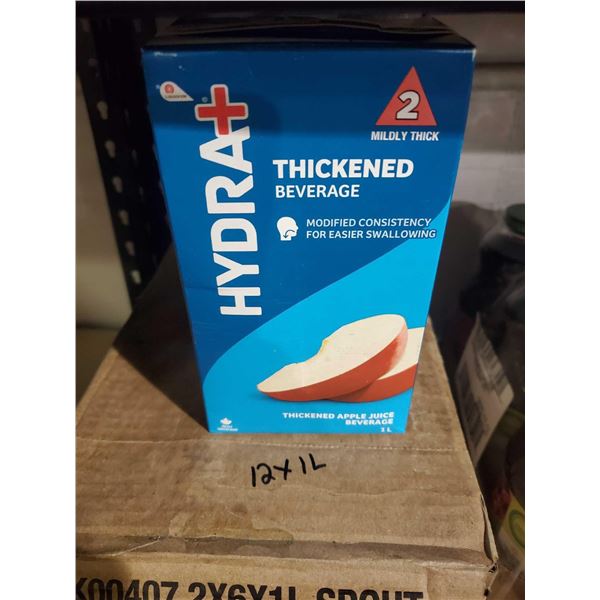 2
MILDLY THICK
HYDRA+
THICKENED
BEVERAGE
MODIFIED CONSISTENCY
FOR EASIER SWALLOWING
THICKENED APPLE JUICE
BEVERAGE
1 L
12X1L
K00407 2X6X1L SPOUT